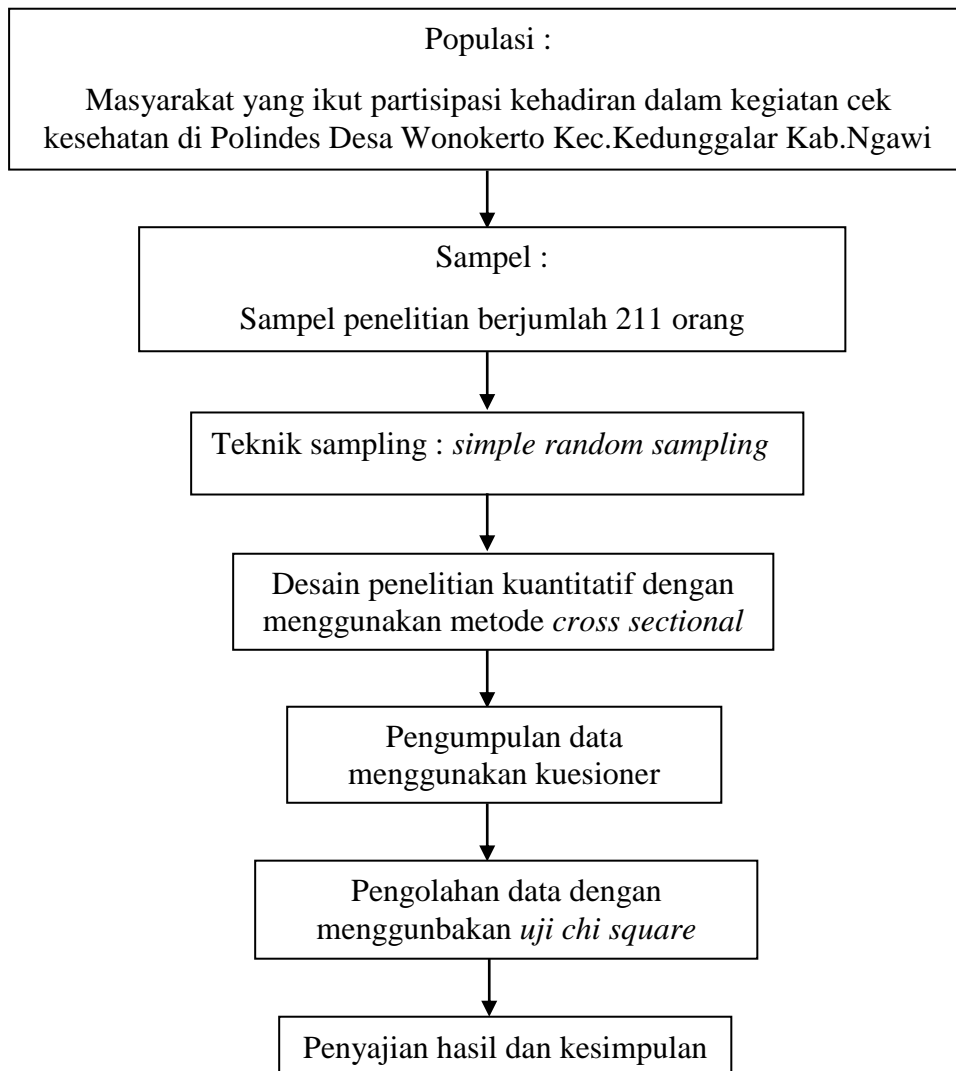 Populasi :
Masyarakat yang ikut partisipasi kehadiran dalam kegiatan cek
kesehatan di Polindes Desa Wonokerto Kec.Kedunggalar Kab.Ngawi
Sampel :
Sampel penelitian berjumlah 211 orang
Teknik sampling : simple random sampling
Desain penelitian kuantitatif dengan
menggunakan metode cross sectional
Pengumpulan data
menggunakan kuesioner
Pengolahan data dengan
menggunbakan uji chi square
Penyajian hasil dan kesimpulan